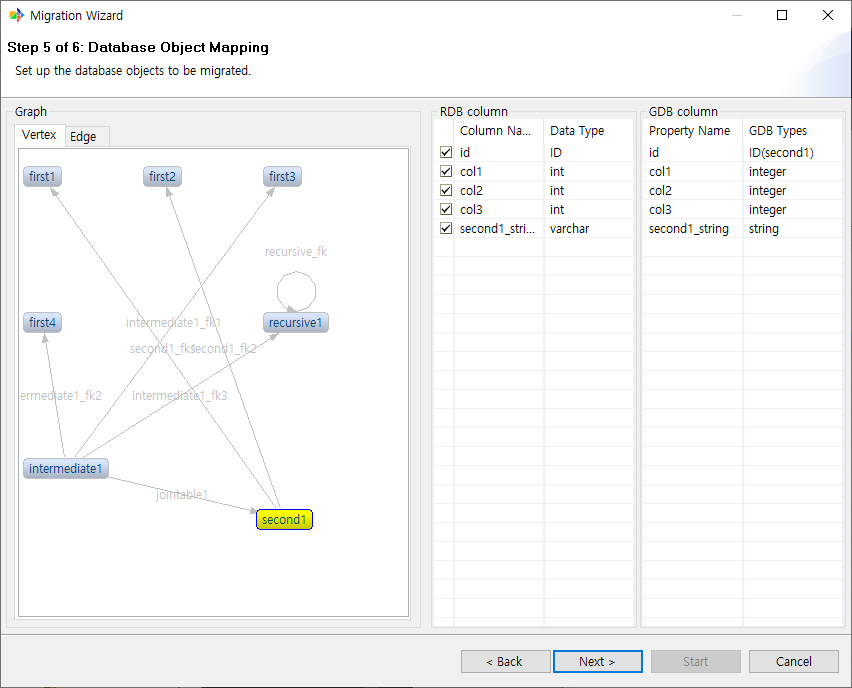 Migration Wizard
Step 5 of 6: Database Object Mapping
Set up the database objects to be migrated.
Graph
Vertex Edge
first1 first2 first3
recursive_fk
first4 intermediate1_fk1 recursive1
second1_fk1 second1_fk2
ermediate1_fk2 intermediate1_fk3
intermediate1
jointable1
second1
RDB column
Column Na... Data Type
id ID
col1 int
col2 int
col3 int
second1_stri... varchar
GDB column
Property Name GDB Types
id ID(second1)
col1 integer
col2 integer
col3 integer
second1_string string
< Back Next > Start Cancel